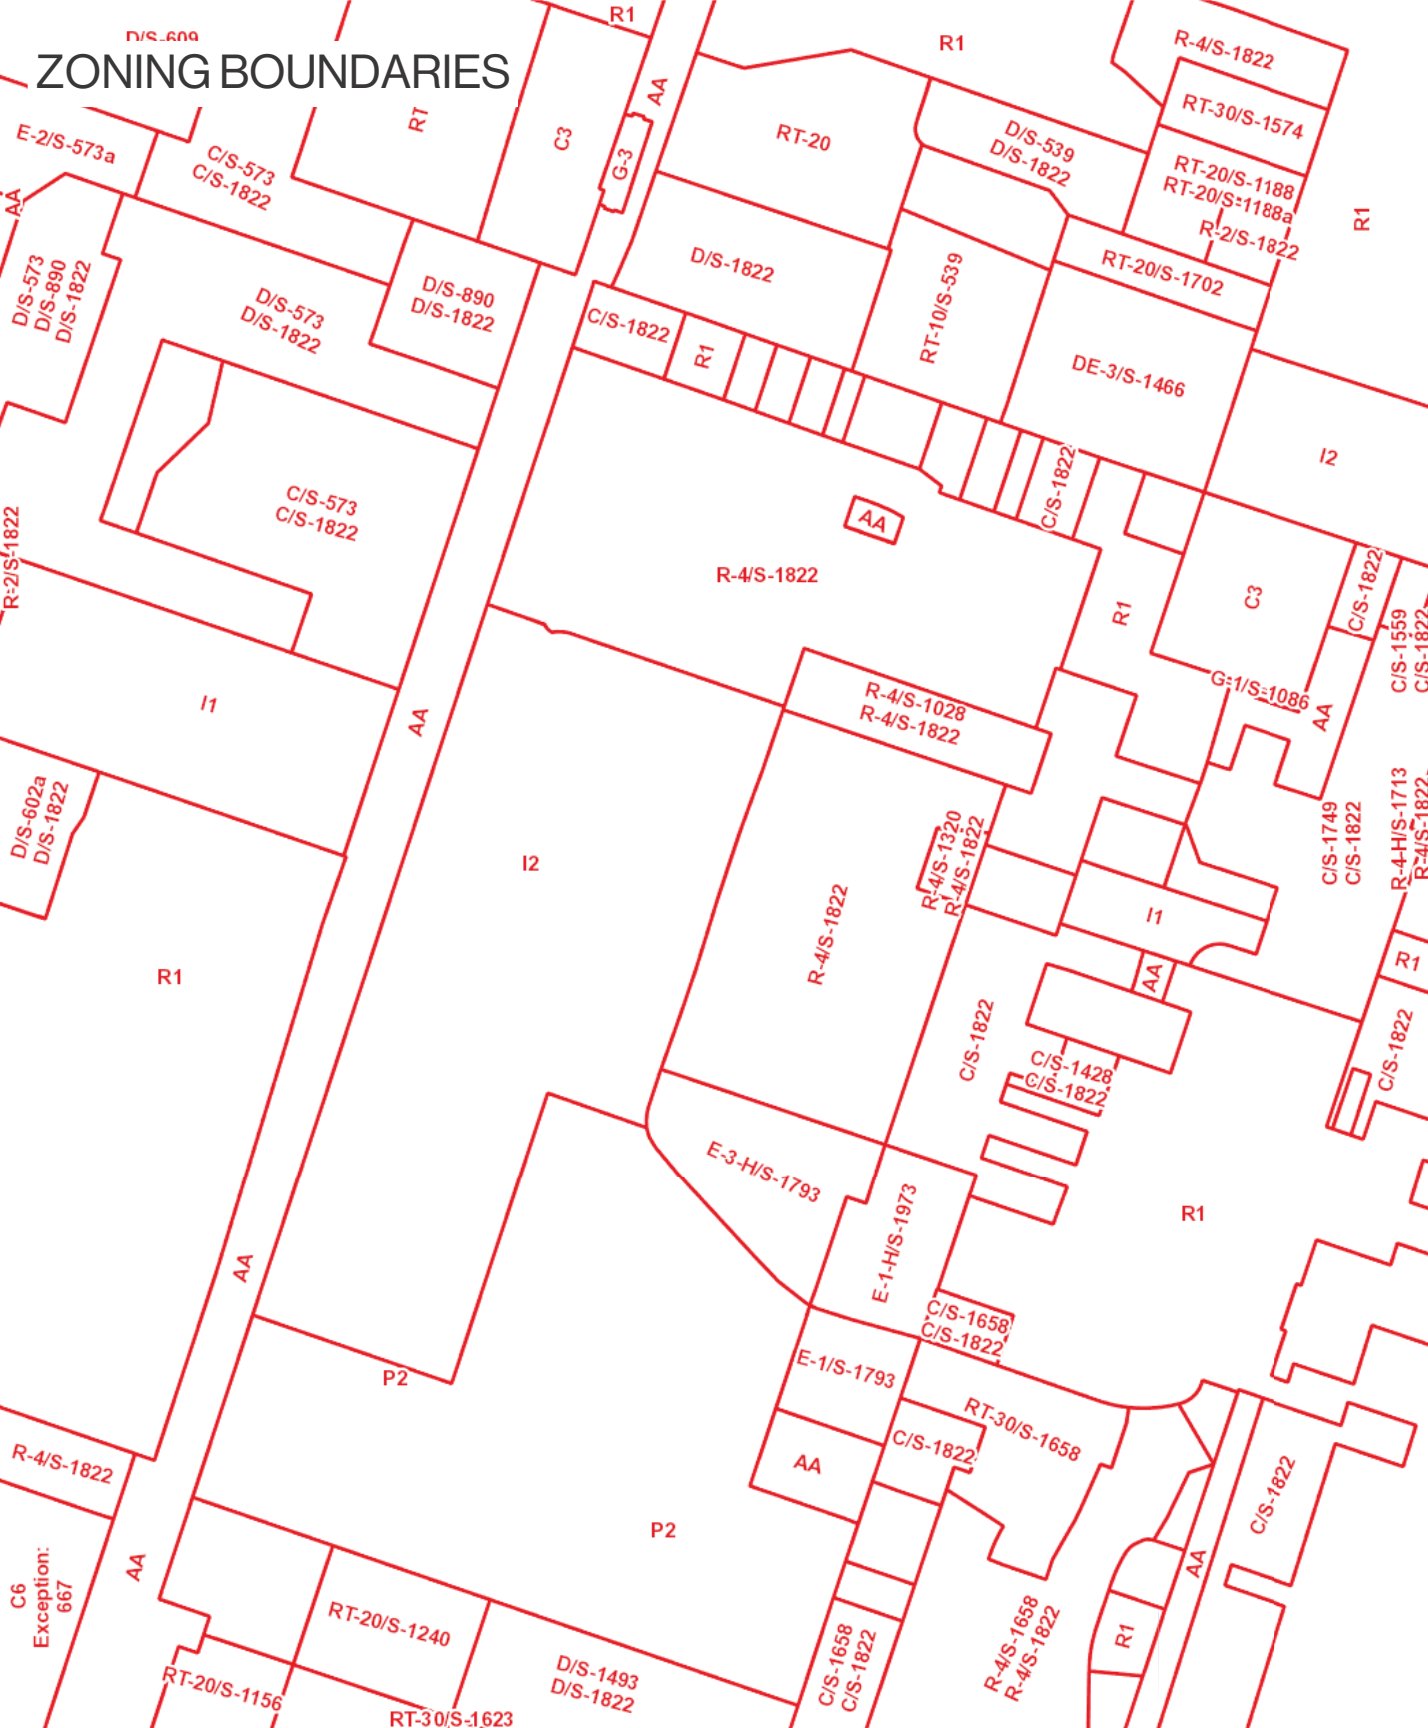 D/S-609
ZONING BOUNDARIES
R1
R1
R-4/S-1822
RT
C3
AA
G-3
RT-20
D/S-539
D/S-1822
RT-30/S-1574
RT-20/S-1188
RT-20/S-1188a
R-2/S-1822
R1
E-2/S-573a
C/S-573
C/S-1822
AA
D/S-573
D/S-890
D/S-1822
D/S-573
D/S-1822
D/S-890
D/S-1822
D/S-1822
RT-10/S-539
RT-20/S-1702
C/S-1822
R1
DE-3/S-1466
I2
C/S-573
C/S-1822
C/S-1822
AA
R-2/S-1822
R-4/S-1822
R1
C3
C/S-1822
C/S-1559
C/S-1822
G-1/S-1086
AA
I1
AA
R-4/S-1028
R-4/S-1822
D/S-602a
D/S-1822
I2
R-4/S-1320
R-4/S-1822
C/S-1749
C/S-1822
R-4-H/S-1713
R-4/S-1822
R-4/S-1822
I1
R1
R1
AA
C/S-1822
C/S-1428
C/S-1822
C/S-1822
E-3-H/S-1793
E-1-H/S-1973
R1
AA
C/S-1658
C/S-1822
P2
E-1/S-1793
RT-30/S-1658
C/S-1822
AA
R-4/S-1822
C/S-1822
P2
AA
AA
C6
Exception:
667
RT-20/S-1240
R1
R-4/S-1658
R-4/S-1822
C/S-1658
C/S-1822
D/S-1493
D/S-1822
RT-20/S-1156
RT-30/S-1623